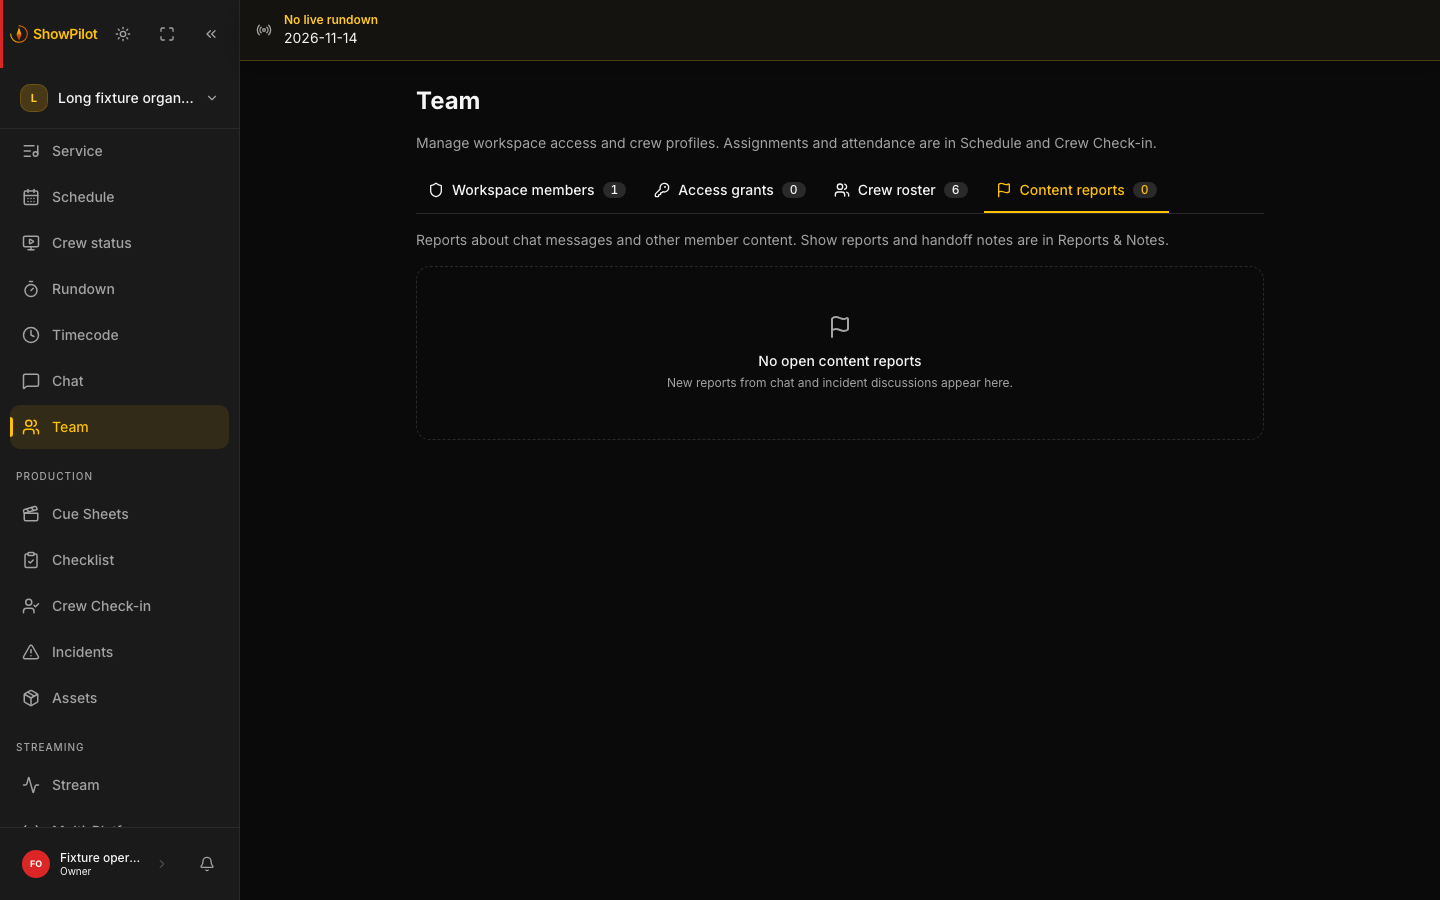 ShowPilot
L
Long fixture organ...
Service
Schedule
Crew status
Rundown
Timecode
Chat
Team
PRODUCTION
Cue Sheets
Checklist
Crew Check-in
Incidents
Assets
STREAMING
Stream
FO
Fixture oper...
Owner
No live rundown
2026-11-14
Team
Manage workspace access and crew profiles. Assignments and attendance are in Schedule and Crew Check-in.
Workspace members 1
Access grants 0
Crew roster 6
Content reports 0
Reports about chat messages and other member content. Show reports and handoff notes are in Reports & Notes.
No open content reports
New reports from chat and incident discussions appear here.